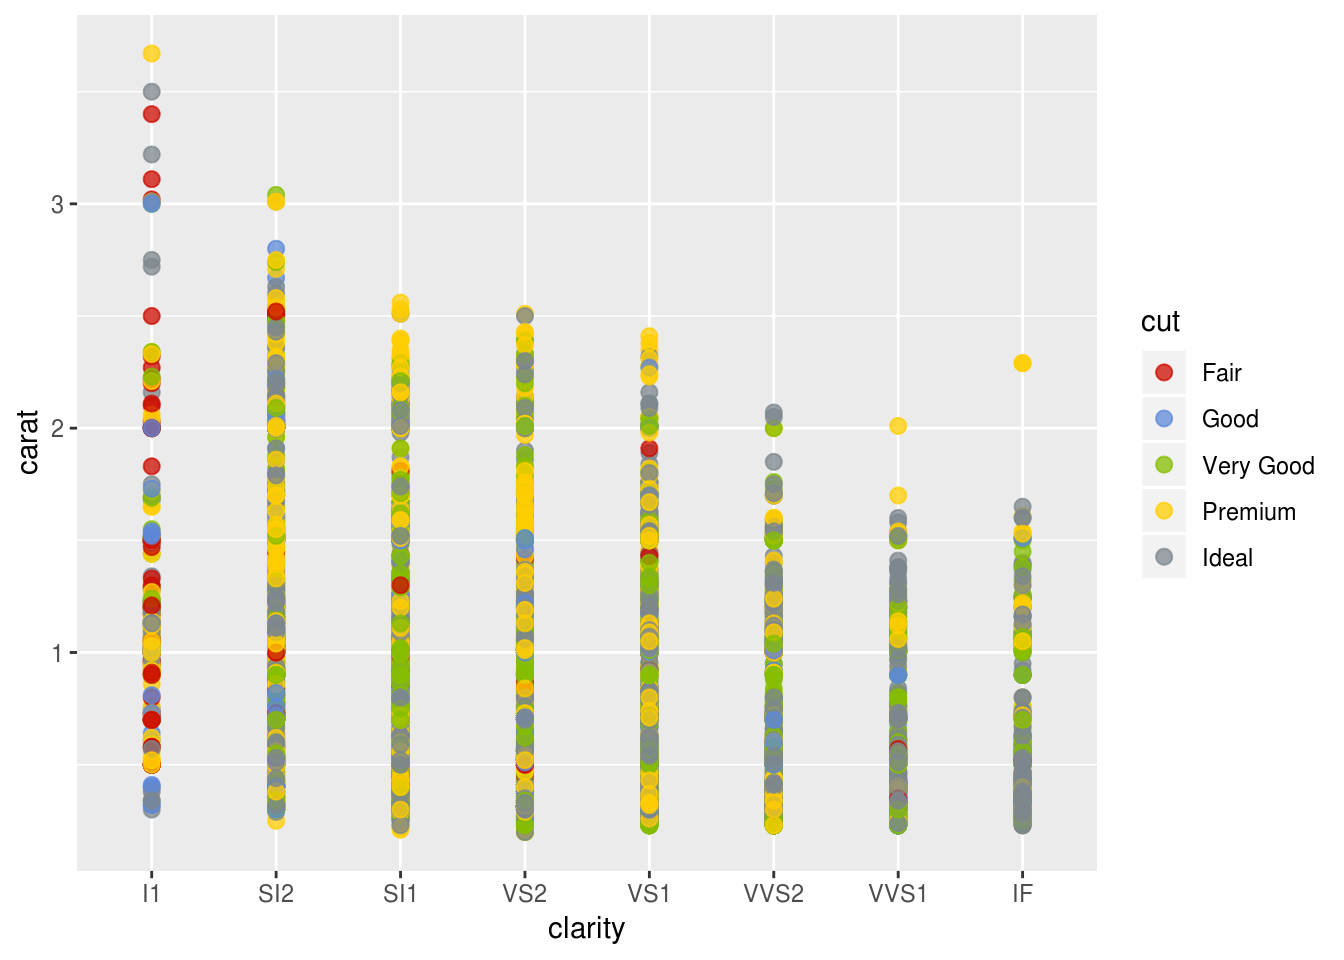 3
2
1
carat
I1 SI2 SI1 VS2 VS1 VVS2 VVS1 IF
clarity
cut
Fair
Good
Very Good
Premium
Ideal